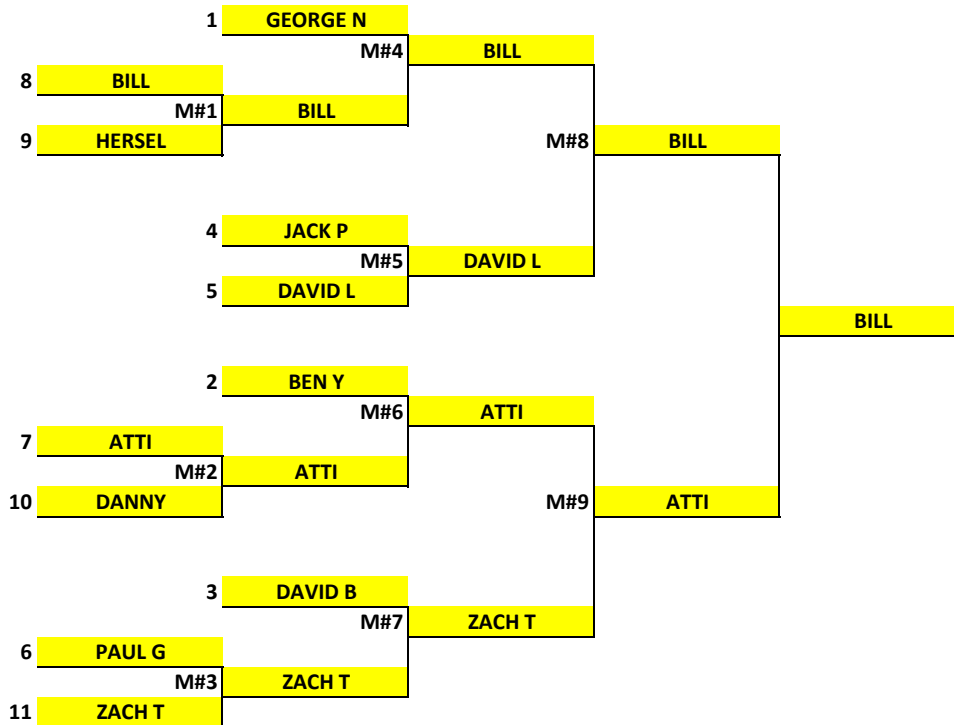 1 GEORGE N
M#4 BILL
8 BILL
M#1 BILL
9 HERSEL
M#8 BILL
4 JACK P
M#5 DAVID L
5 DAVID L
BILL
2 BEN Y
M#6 ATTI
7 ATTI
M#2 ATTI
10 DANNY
M#9 ATTI
3 DAVID B
M#7 ZACH T
6 PAUL G
M#3 ZACH T
11 ZACH T